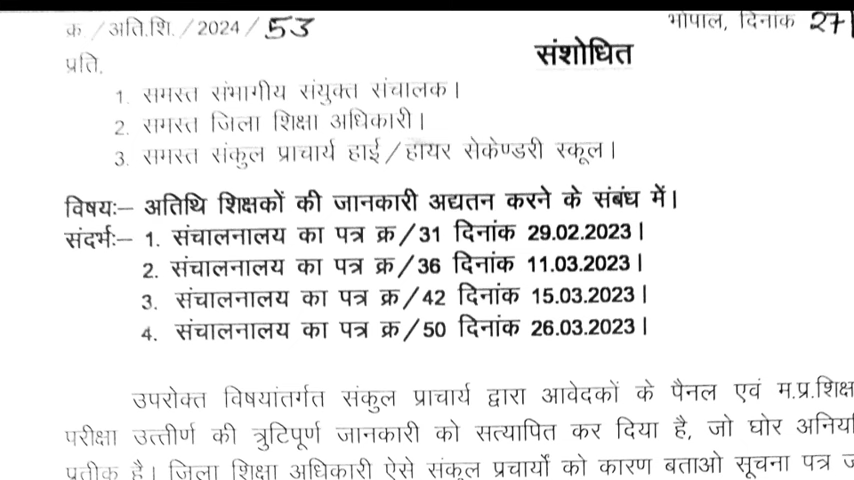 क्र /अति.शि. /2024/53 भोपाल, दिनांक 27
संशोधित
प्रति,
1. समस्त संभागीय संयुक्त संचालक।
2. समस्त जिला शिक्षा अधिकारी।
3. समस्त संकुल प्राचार्य हाई/हायर सेकेण्डरी स्कूल।
विषय:– अतिथि शिक्षकों की जानकारी अद्यतन करने के संबंध में।
संदर्भ:– 1. संचालनालय का पत्र क्र/31 दिनांक 29.02.2023।
2. संचालनालय का पत्र क्र/36 दिनांक 11.03.2023।
3. संचालनालय का पत्र क्र/42 दिनांक 15.03.2023।
4. संचालनालय का पत्र क्र/50 दिनांक 26.03.2023।
उपरोक्त विषयांतर्गत संकुल प्राचार्य द्वारा आवेदकों के पैनल एवं म.प्र.शिक्ष
परीक्षा उत्तीर्ण की त्रुटिपूर्ण जानकारी को सत्यापित कर दिया है, जो घोर अनिय
प्रतीक है। जिला शिक्षा अधिकारी ऐसे संकुल प्रचार्यों को कारण बताओ सूचना पत्र